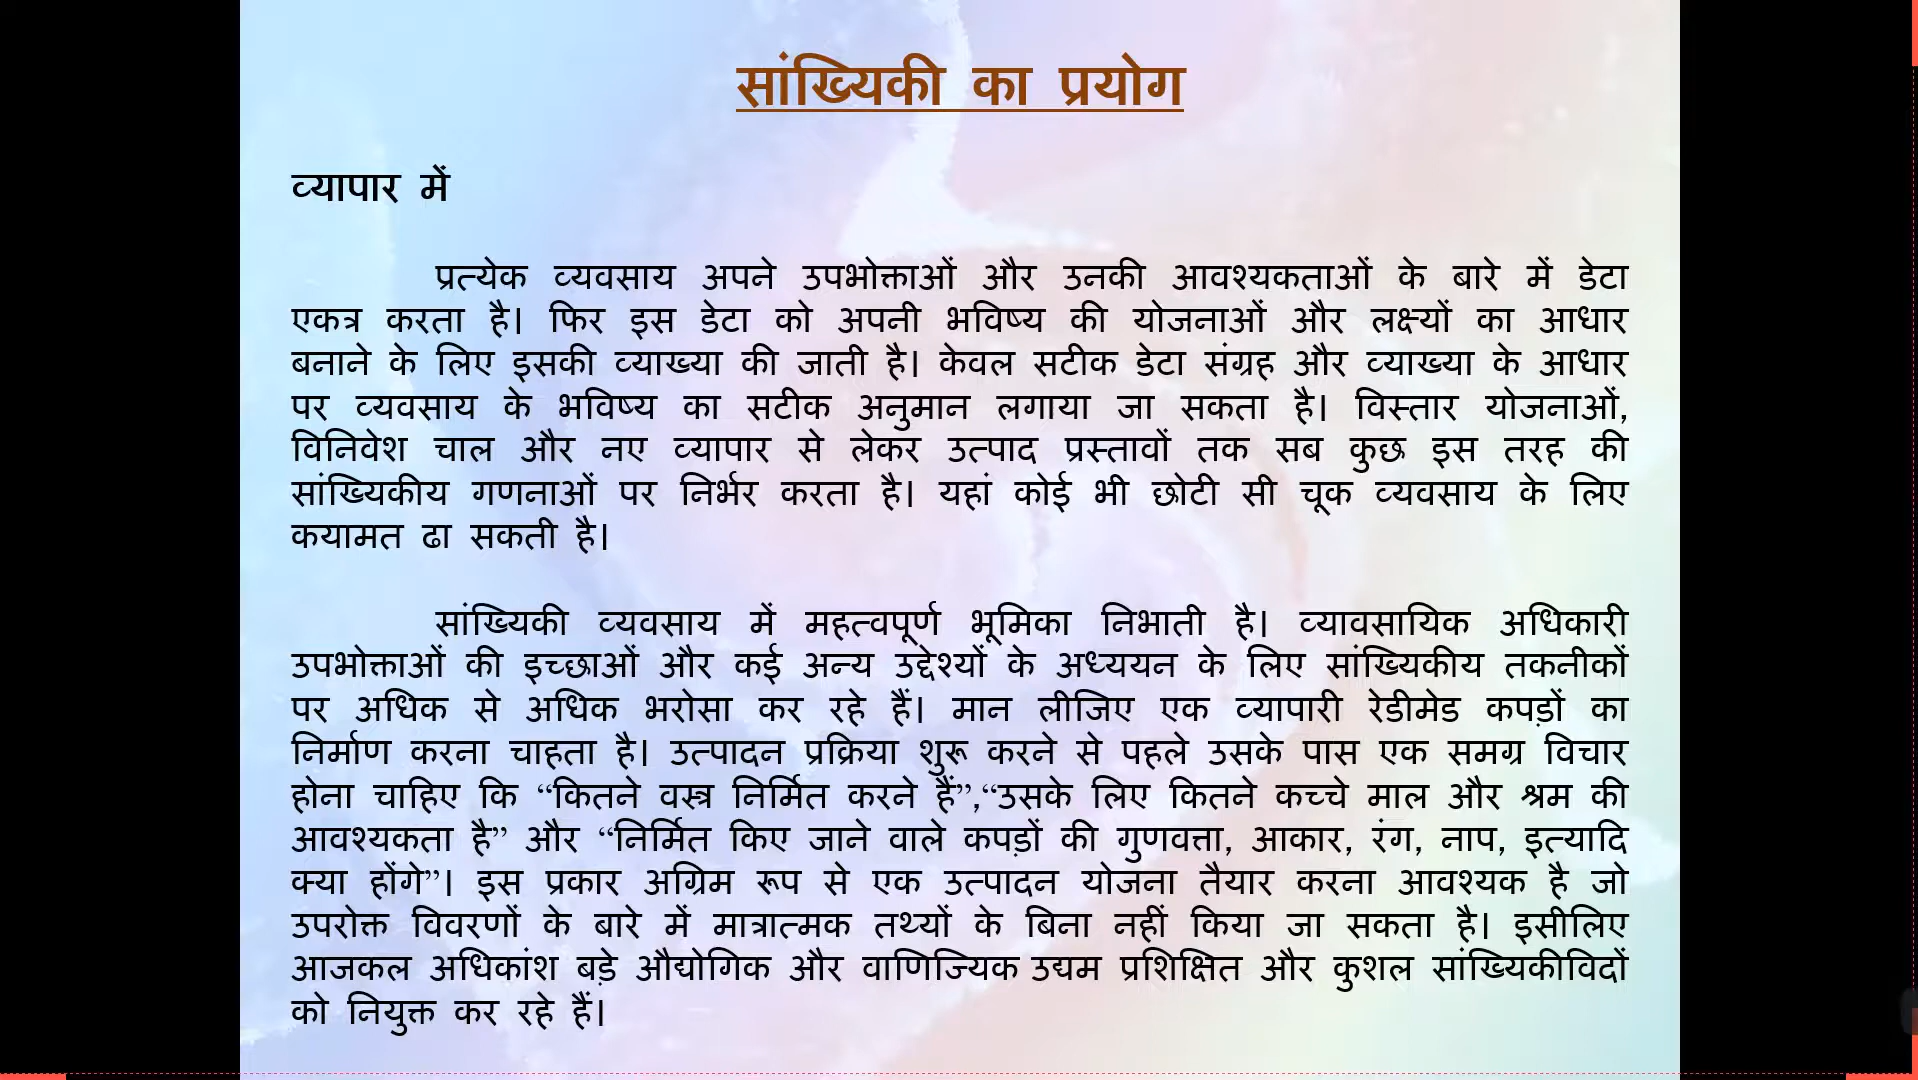 सांख्यिकी का प्रयोग
व्यापार में
प्रत्येक व्यवसाय अपने उपभोक्ताओं और उनकी आवश्यकताओं के बारे में डेटा
एकत्र करता है। फिर इस डेटा को अपनी भविष्य की योजनाओं और लक्ष्यों का आधार
बनाने के लिए इसकी व्याख्या की जाती है। केवल सटीक डेटा संग्रह और व्याख्या के आधार
पर व्यवसाय के भविष्य का सटीक अनुमान लगाया जा सकता है। विस्तार योजनाओं,
विनिवेश चाल और नए व्यापार से लेकर उत्पाद प्रस्तावों तक सब कुछ इस तरह की
सांख्यिकीय गणनाओं पर निर्भर करता है। यहां कोई भी छोटी सी चूक व्यवसाय के लिए
कयामत ढा सकती है।
सांख्यिकी व्यवसाय में महत्वपूर्ण भूमिका निभाती है। व्यावसायिक अधिकारी
उपभोक्ताओं की इच्छाओं और कई अन्य उद्देश्यों के अध्ययन के लिए सांख्यिकीय तकनीकों
पर अधिक से अधिक भरोसा कर रहे हैं। मान लीजिए एक व्यापारी रेडीमेड कपड़ों का
निर्माण करना चाहता है। उत्पादन प्रक्रिया शुरू करने से पहले उसके पास एक समग्र विचार
होना चाहिए कि “कितने वस्त्र निर्मित करने हैं”,“उसके लिए कितने कच्चे माल और श्रम की
आवश्यकता है” और “निर्मित किए जाने वाले कपड़ों की गुणवत्ता, आकार, रंग, नाप, इत्यादि
क्या होंगे”। इस प्रकार अग्रिम रूप से एक उत्पादन योजना तैयार करना आवश्यक है जो
उपरोक्त विवरणों के बारे में मात्रात्मक तथ्यों के बिना नहीं किया जा सकता है। इसीलिए
आजकल अधिकांश बड़े औद्योगिक और वाणिज्यिक उद्यम प्रशिक्षित और कुशल सांख्यिकीविदों
को नियुक्त कर रहे हैं।